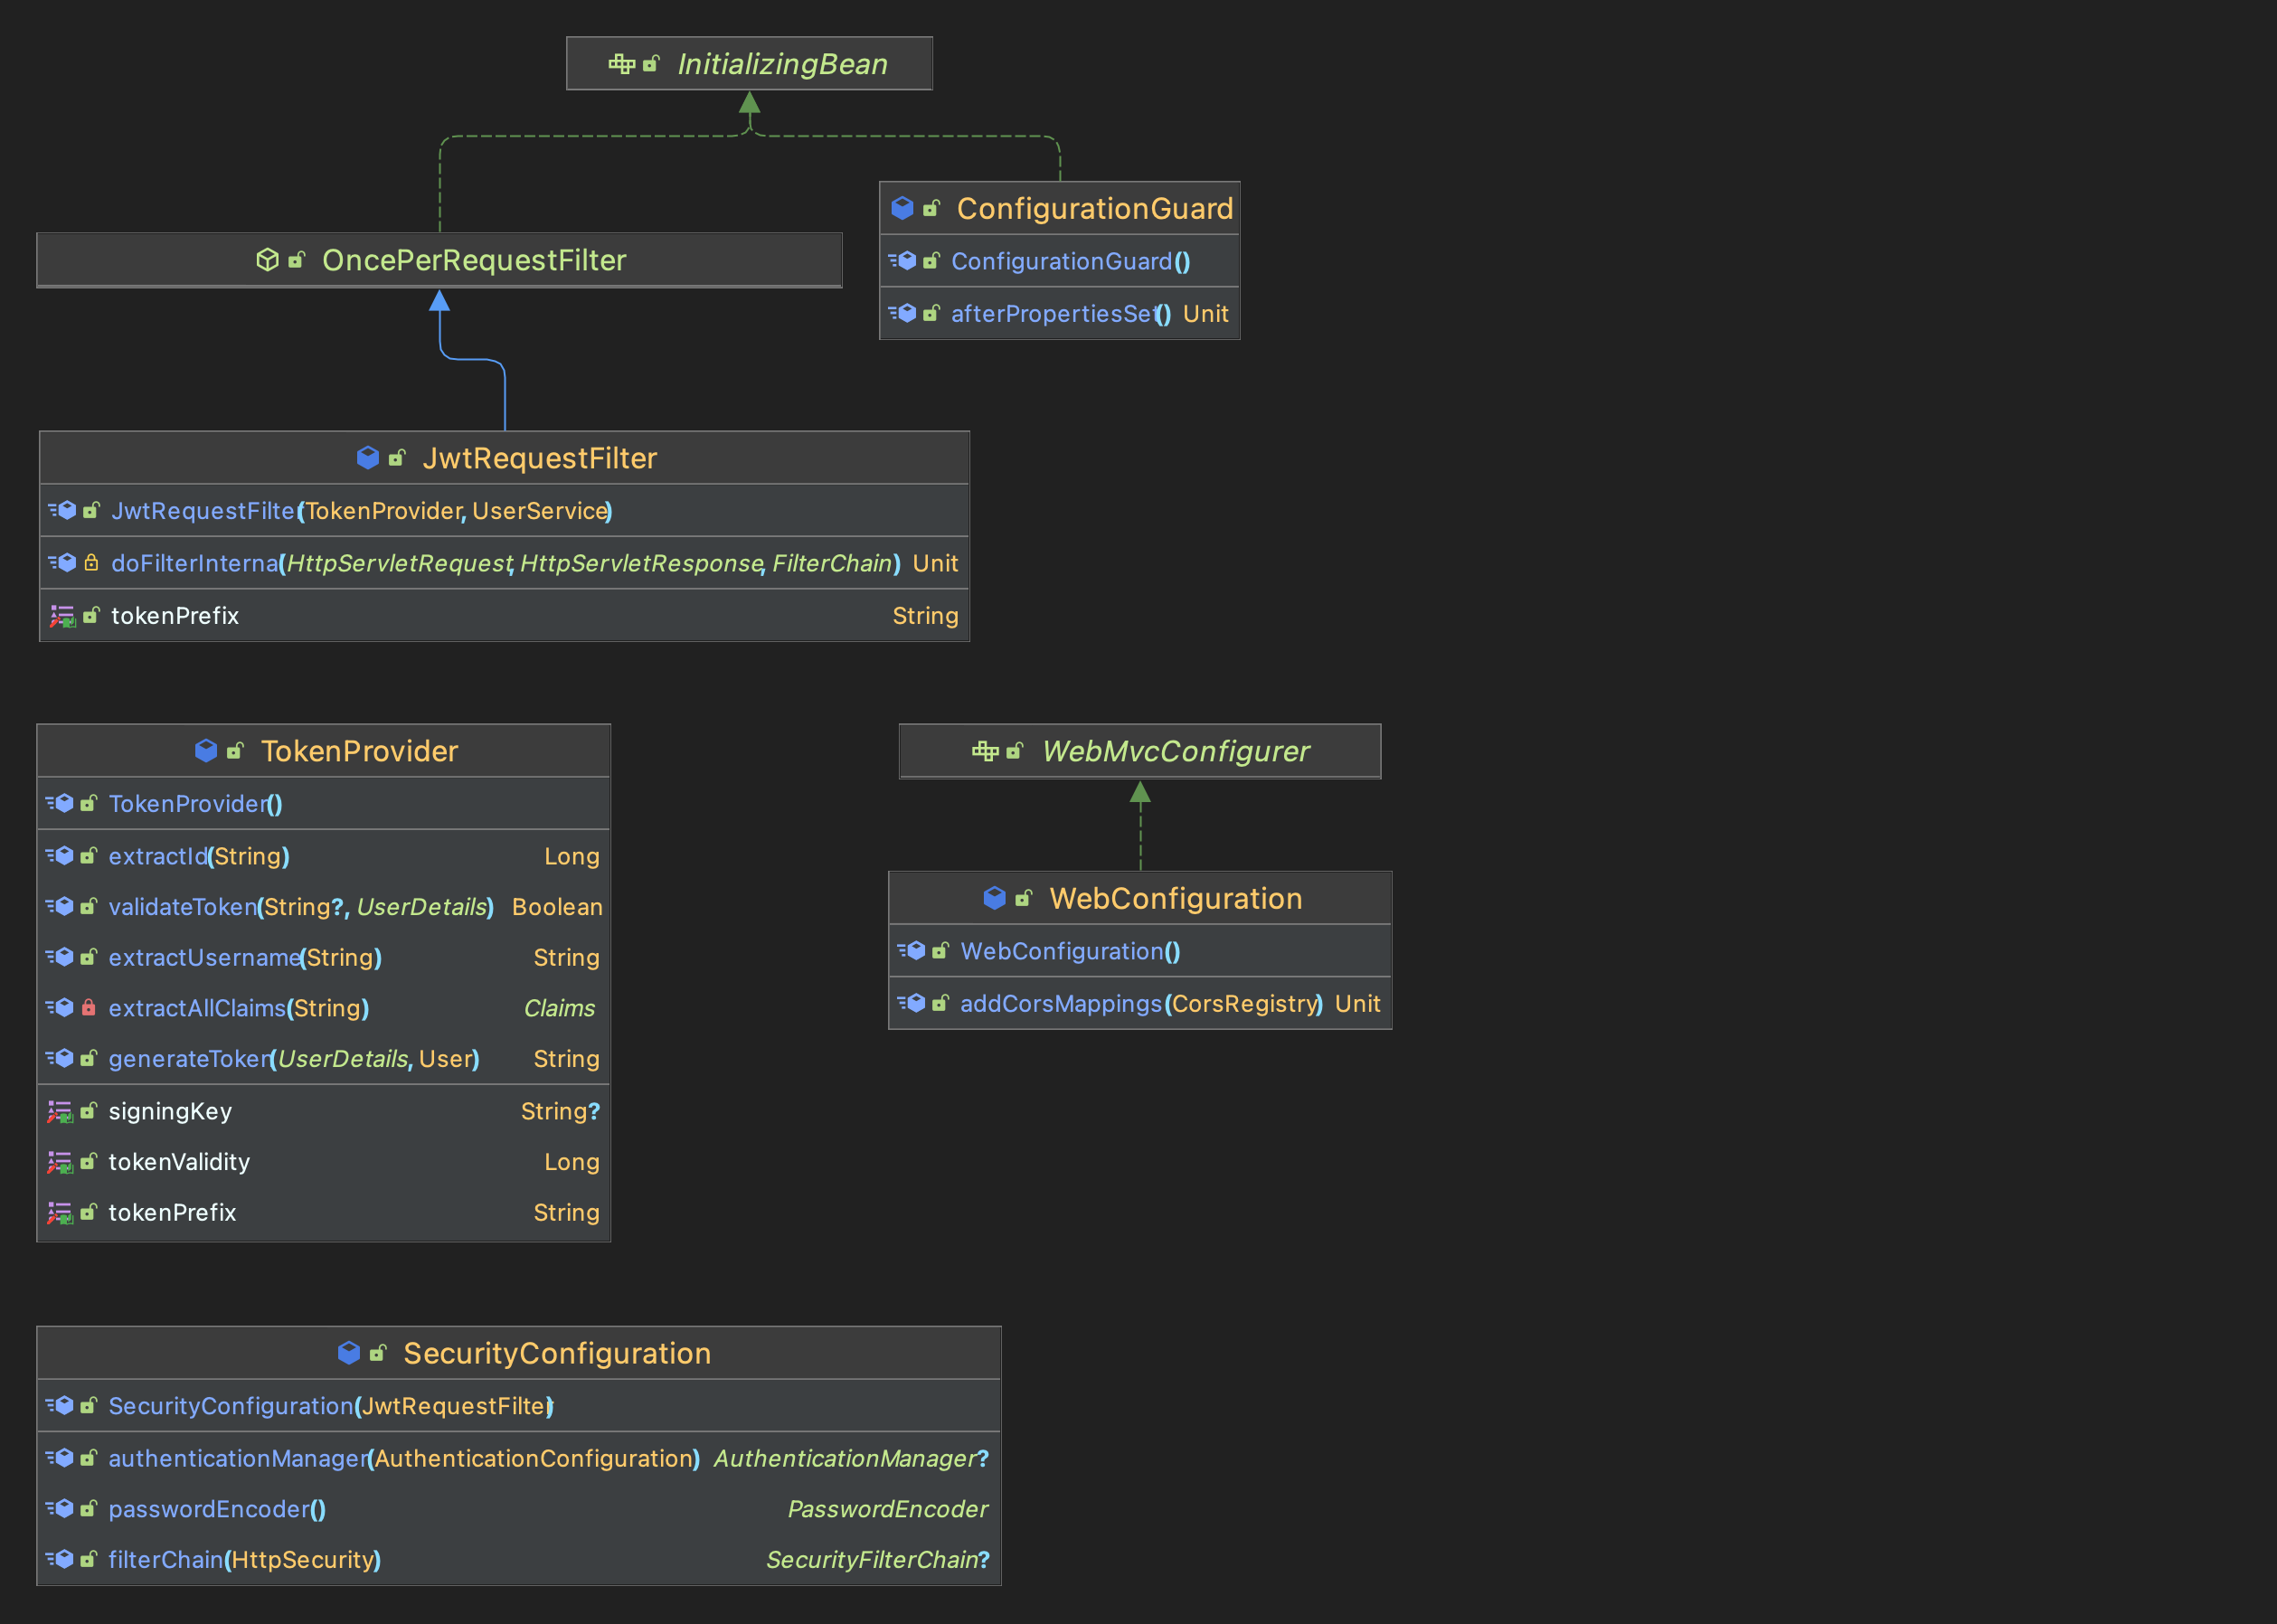 InitializingBean
OncePerRequestFilter
ConfigurationGuard
ConfigurationGuard()
afterPropertiesSet() Unit
JwtRequestFilter
JwtRequestFilter(TokenProvider, UserService)
doFilterInterna(HttpServletRequest, HttpServletResponse, FilterChain) Unit
tokenPrefix String
TokenProvider
TokenProvider()
extractId(String) Long
validateToken(String?, UserDetails) Boolean
extractUsername(String) String
extractAllClaims(String) Claims
generateToken(UserDetails, User) String
signingKey String?
tokenValidity Long
tokenPrefix String
WebMvcConfigurer
WebConfiguration
WebConfiguration()
addCorsMappings(CorsRegistry) Unit
SecurityConfiguration
SecurityConfiguration(JwtRequestFilter)
authenticationManager(AuthenticationConfiguration) AuthenticationManager?
passwordEncoder() PasswordEncoder
filterChain(HttpSecurity) SecurityFilterChain?